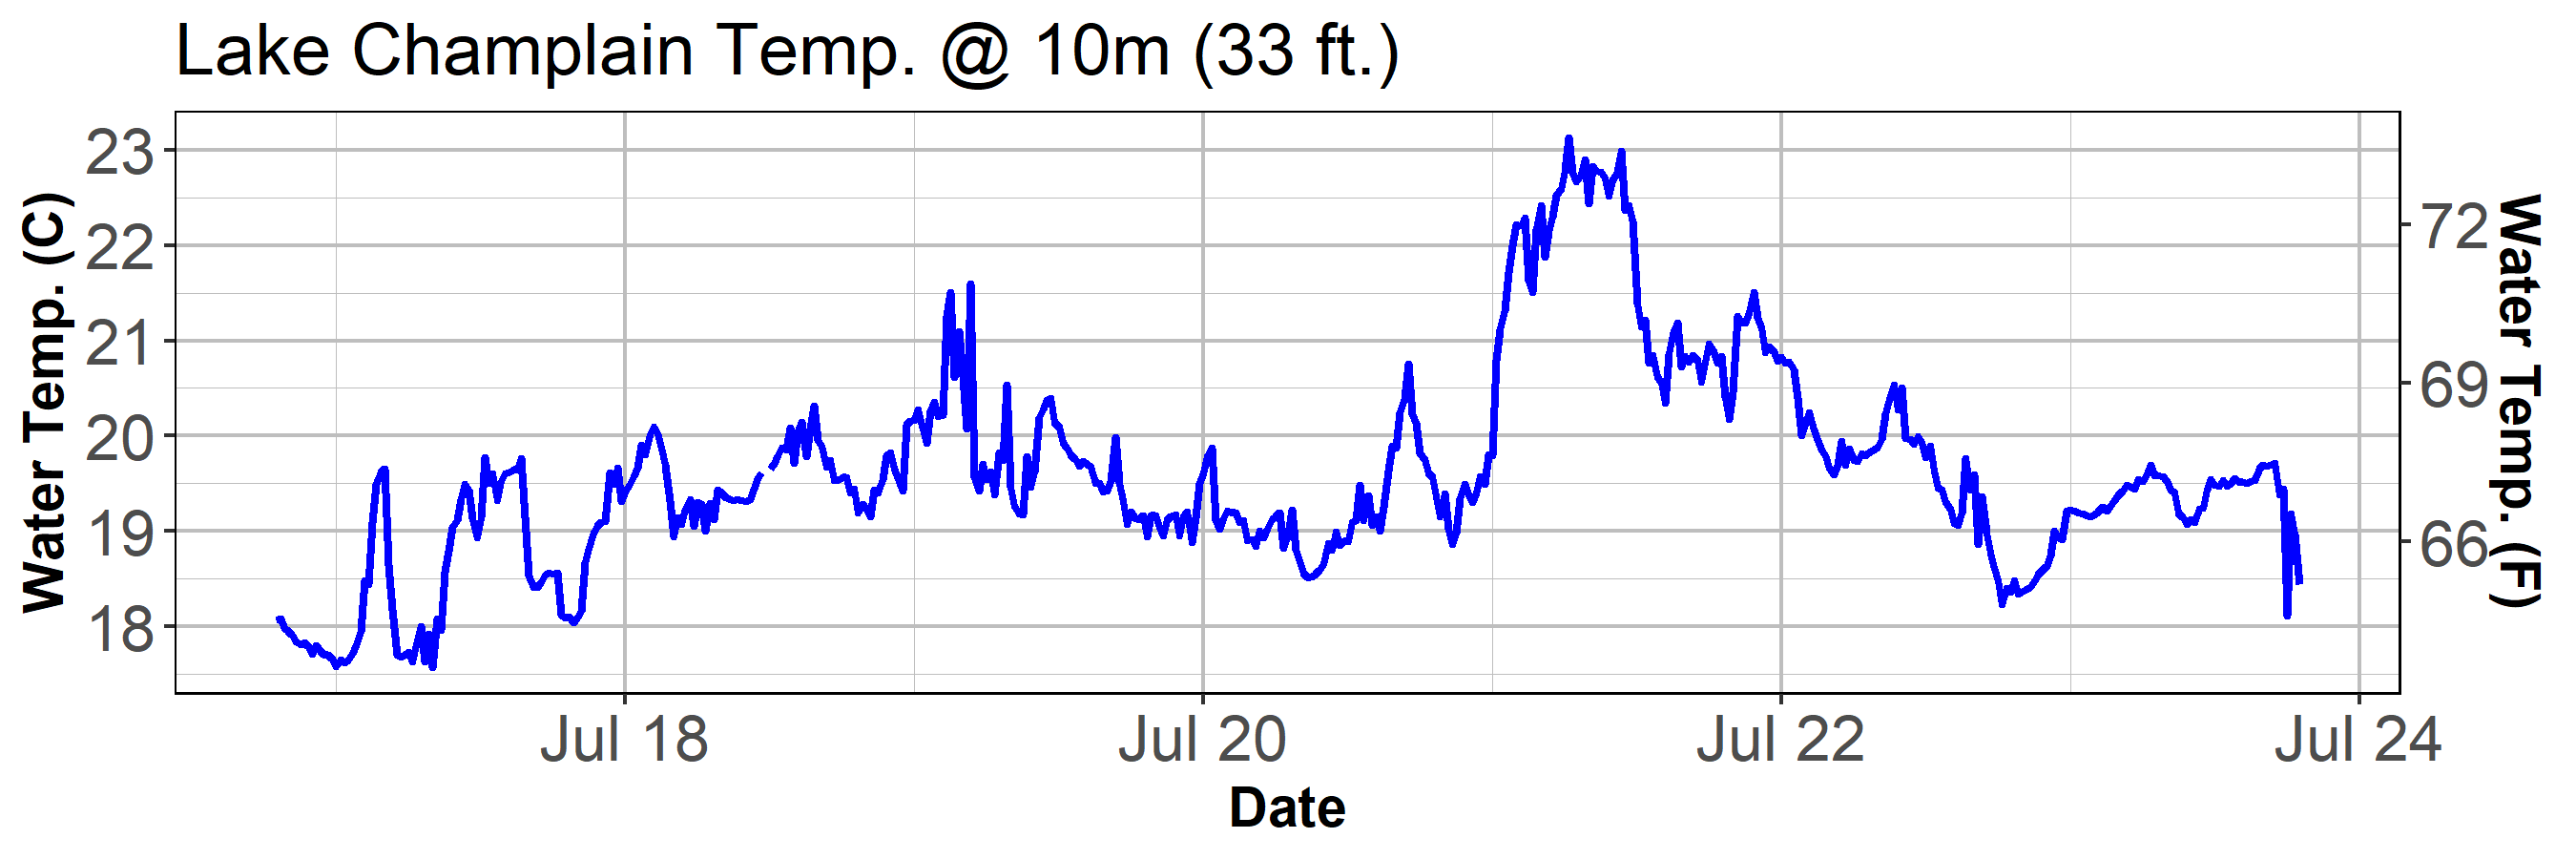 Lake Champlain Temp. @ 10m (33 ft.)
Water Temp. (C)
23
22
21
20
19
18
72
69
66
Water Temp. (F)
Jul 18 Jul 20 Jul 22 Jul 24
Date